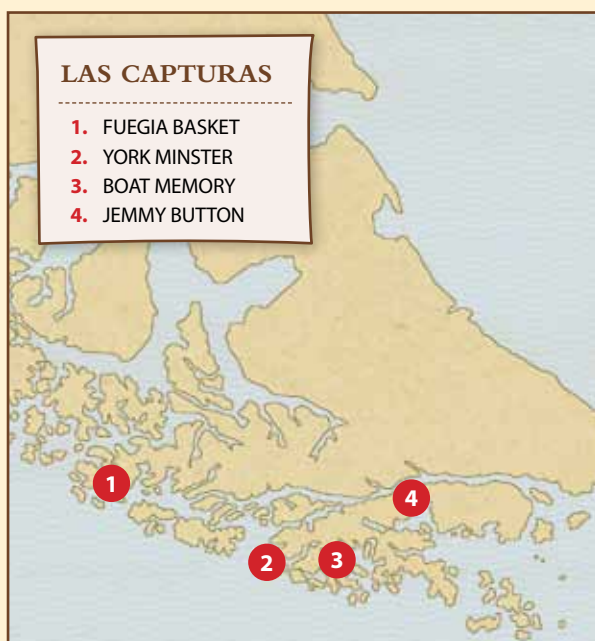 LAS CAPTURAS
1. FUEGIA BASKET
2. YORK MINSTER
3. BOAT MEMORY
4. JEMMY BUTTON
1
4
2
3